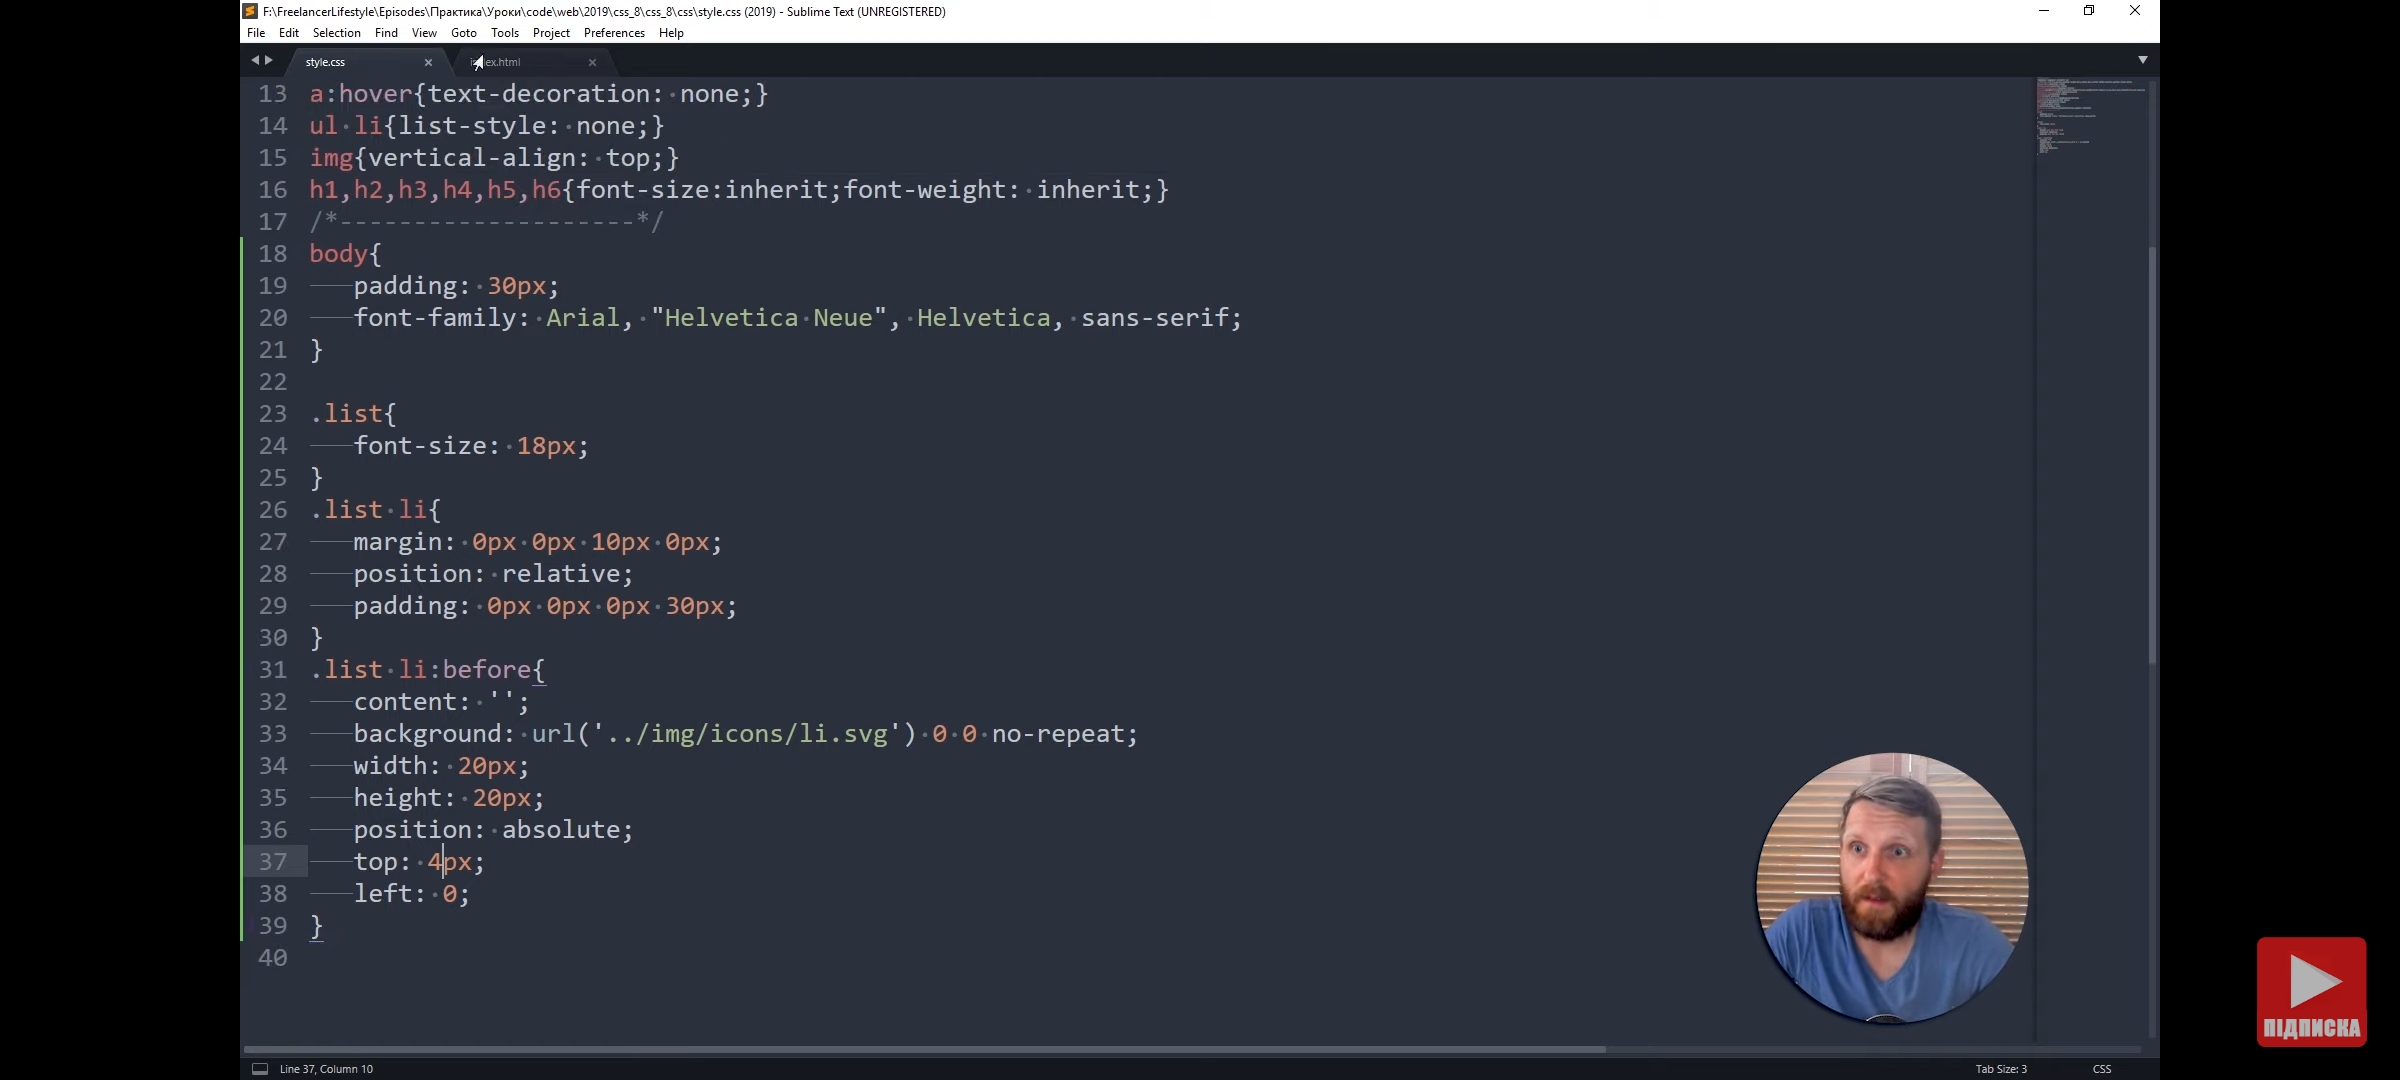 F:\FreelancerLifestyle\Episodes\Практика\Уроки\code\web\2019\css_8\css_8\css\style.css (2019) - Sublime Text (UNREGISTERED)
File Edit Selection Find View Goto Tools Project Preferences Help
style.css
13 a:hover{text-decoration: none;}
14 ul li{list-style: none;}
15 img{vertical-align: top;}
16 h1,h2,h3,h4,h5,h6{font-size:inherit;font-weight: inherit;}
17 /*--------------------*/
18 body{
19 padding: 30px;
20 font-family: Arial, "Helvetica Neue", Helvetica, sans-serif;
21 }
22
23 .list{
24 font-size: 18px;
25 }
26 .list li{
27 margin: 0px 0px 10px 0px;
28 position: relative;
29 padding: 0px 0px 0px 30px;
30 }
31 .list li:before{
32 content: '';
33 background: url('../img/icons/li.svg') 0 0 no-repeat;
34 width: 20px;
35 height: 20px;
36 position: absolute;
37 top: 4px;
38 left: 0;
39 }
40
ПІДПИСКА
Line 37, Column 10
Tab Size: 3
CSS